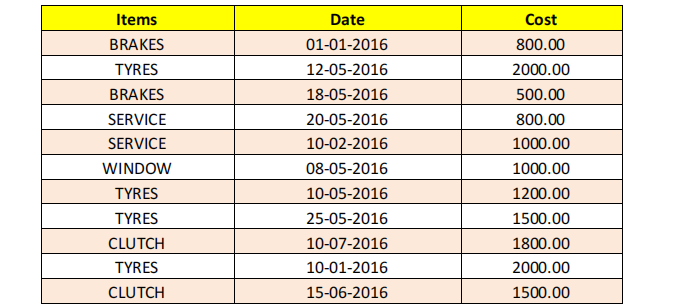 Items Date Cost
BRAKES 01-01-2016 800.00
TYRES 12-05-2016 2000.00
BRAKES 18-05-2016 500.00
SERVICE 20-05-2016 800.00
SERVICE 10-02-2016 1000.00
WINDOW 08-05-2016 1000.00
TYRES 10-05-2016 1200.00
TYRES 25-05-2016 1500.00
CLUTCH 10-07-2016 1800.00
TYRES 10-01-2016 2000.00
CLUTCH 15-06-2016 1500.00